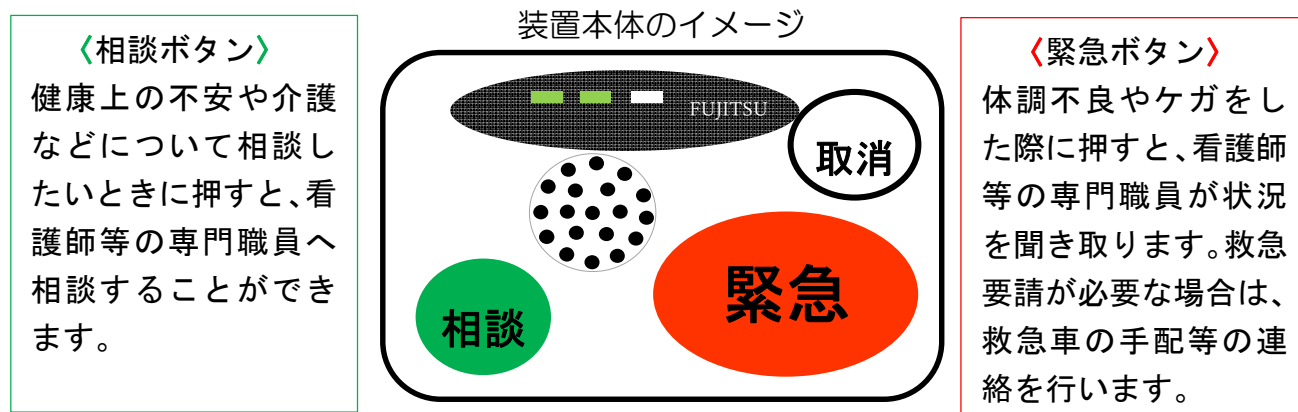 〈相談ボタン〉
健康上の不安や介護
などについて相談し
たいときに押すと、看
護師等の専門職員へ
相談することができ
ます。
装置本体のイメージ
FUJITSU
取消
相談
緊急
〈緊急ボタン〉
体調不良やケガをし
た際に押すと、看護師
等の専門職員が状況
を聞き取ります。救急
要請が必要な場合は、
救急車の手配等の連
絡を行います。